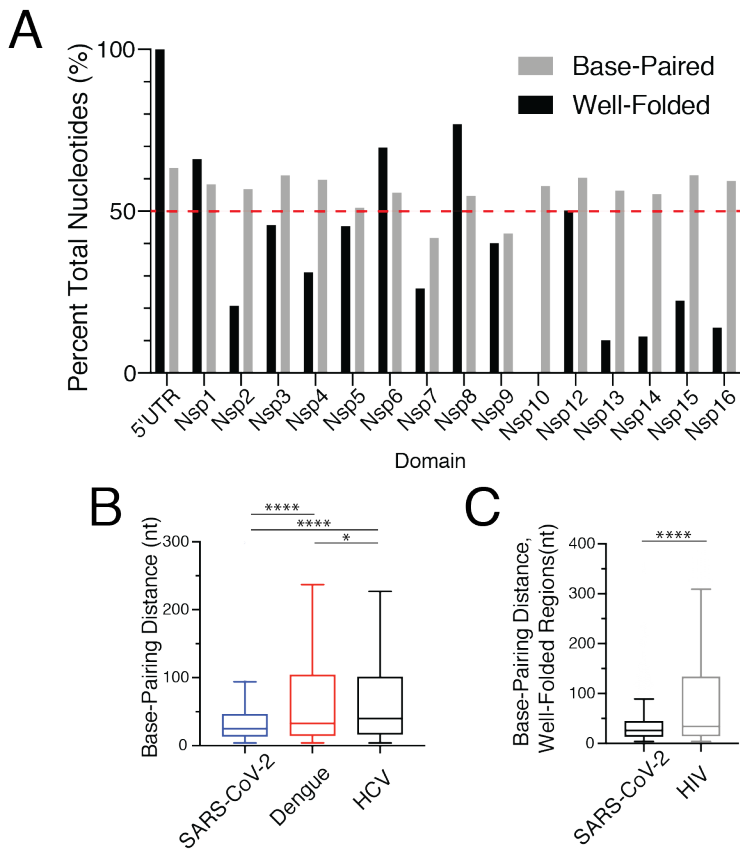 A
Percent Total Nucleotides (%)
100
50
0
Base-Paired
Well-Folded
5'UTR
Nsp1
Nsp2
Nsp3
Nsp4
Nsp5
Nsp6
Nsp7
Nsp8
Nsp9
Nsp10
Nsp12
Nsp13
Nsp14
Nsp15
Nsp16
Domain
B
Base-Pairing Distance (nt)
300
200
100
0
****
****
*
SARS-CoV-2
Dengue
HCV
C
Base-Pairing Distance,
Well-Folded Regions(nt)
400
300
200
100
0
****
SARS-CoV-2
HIV